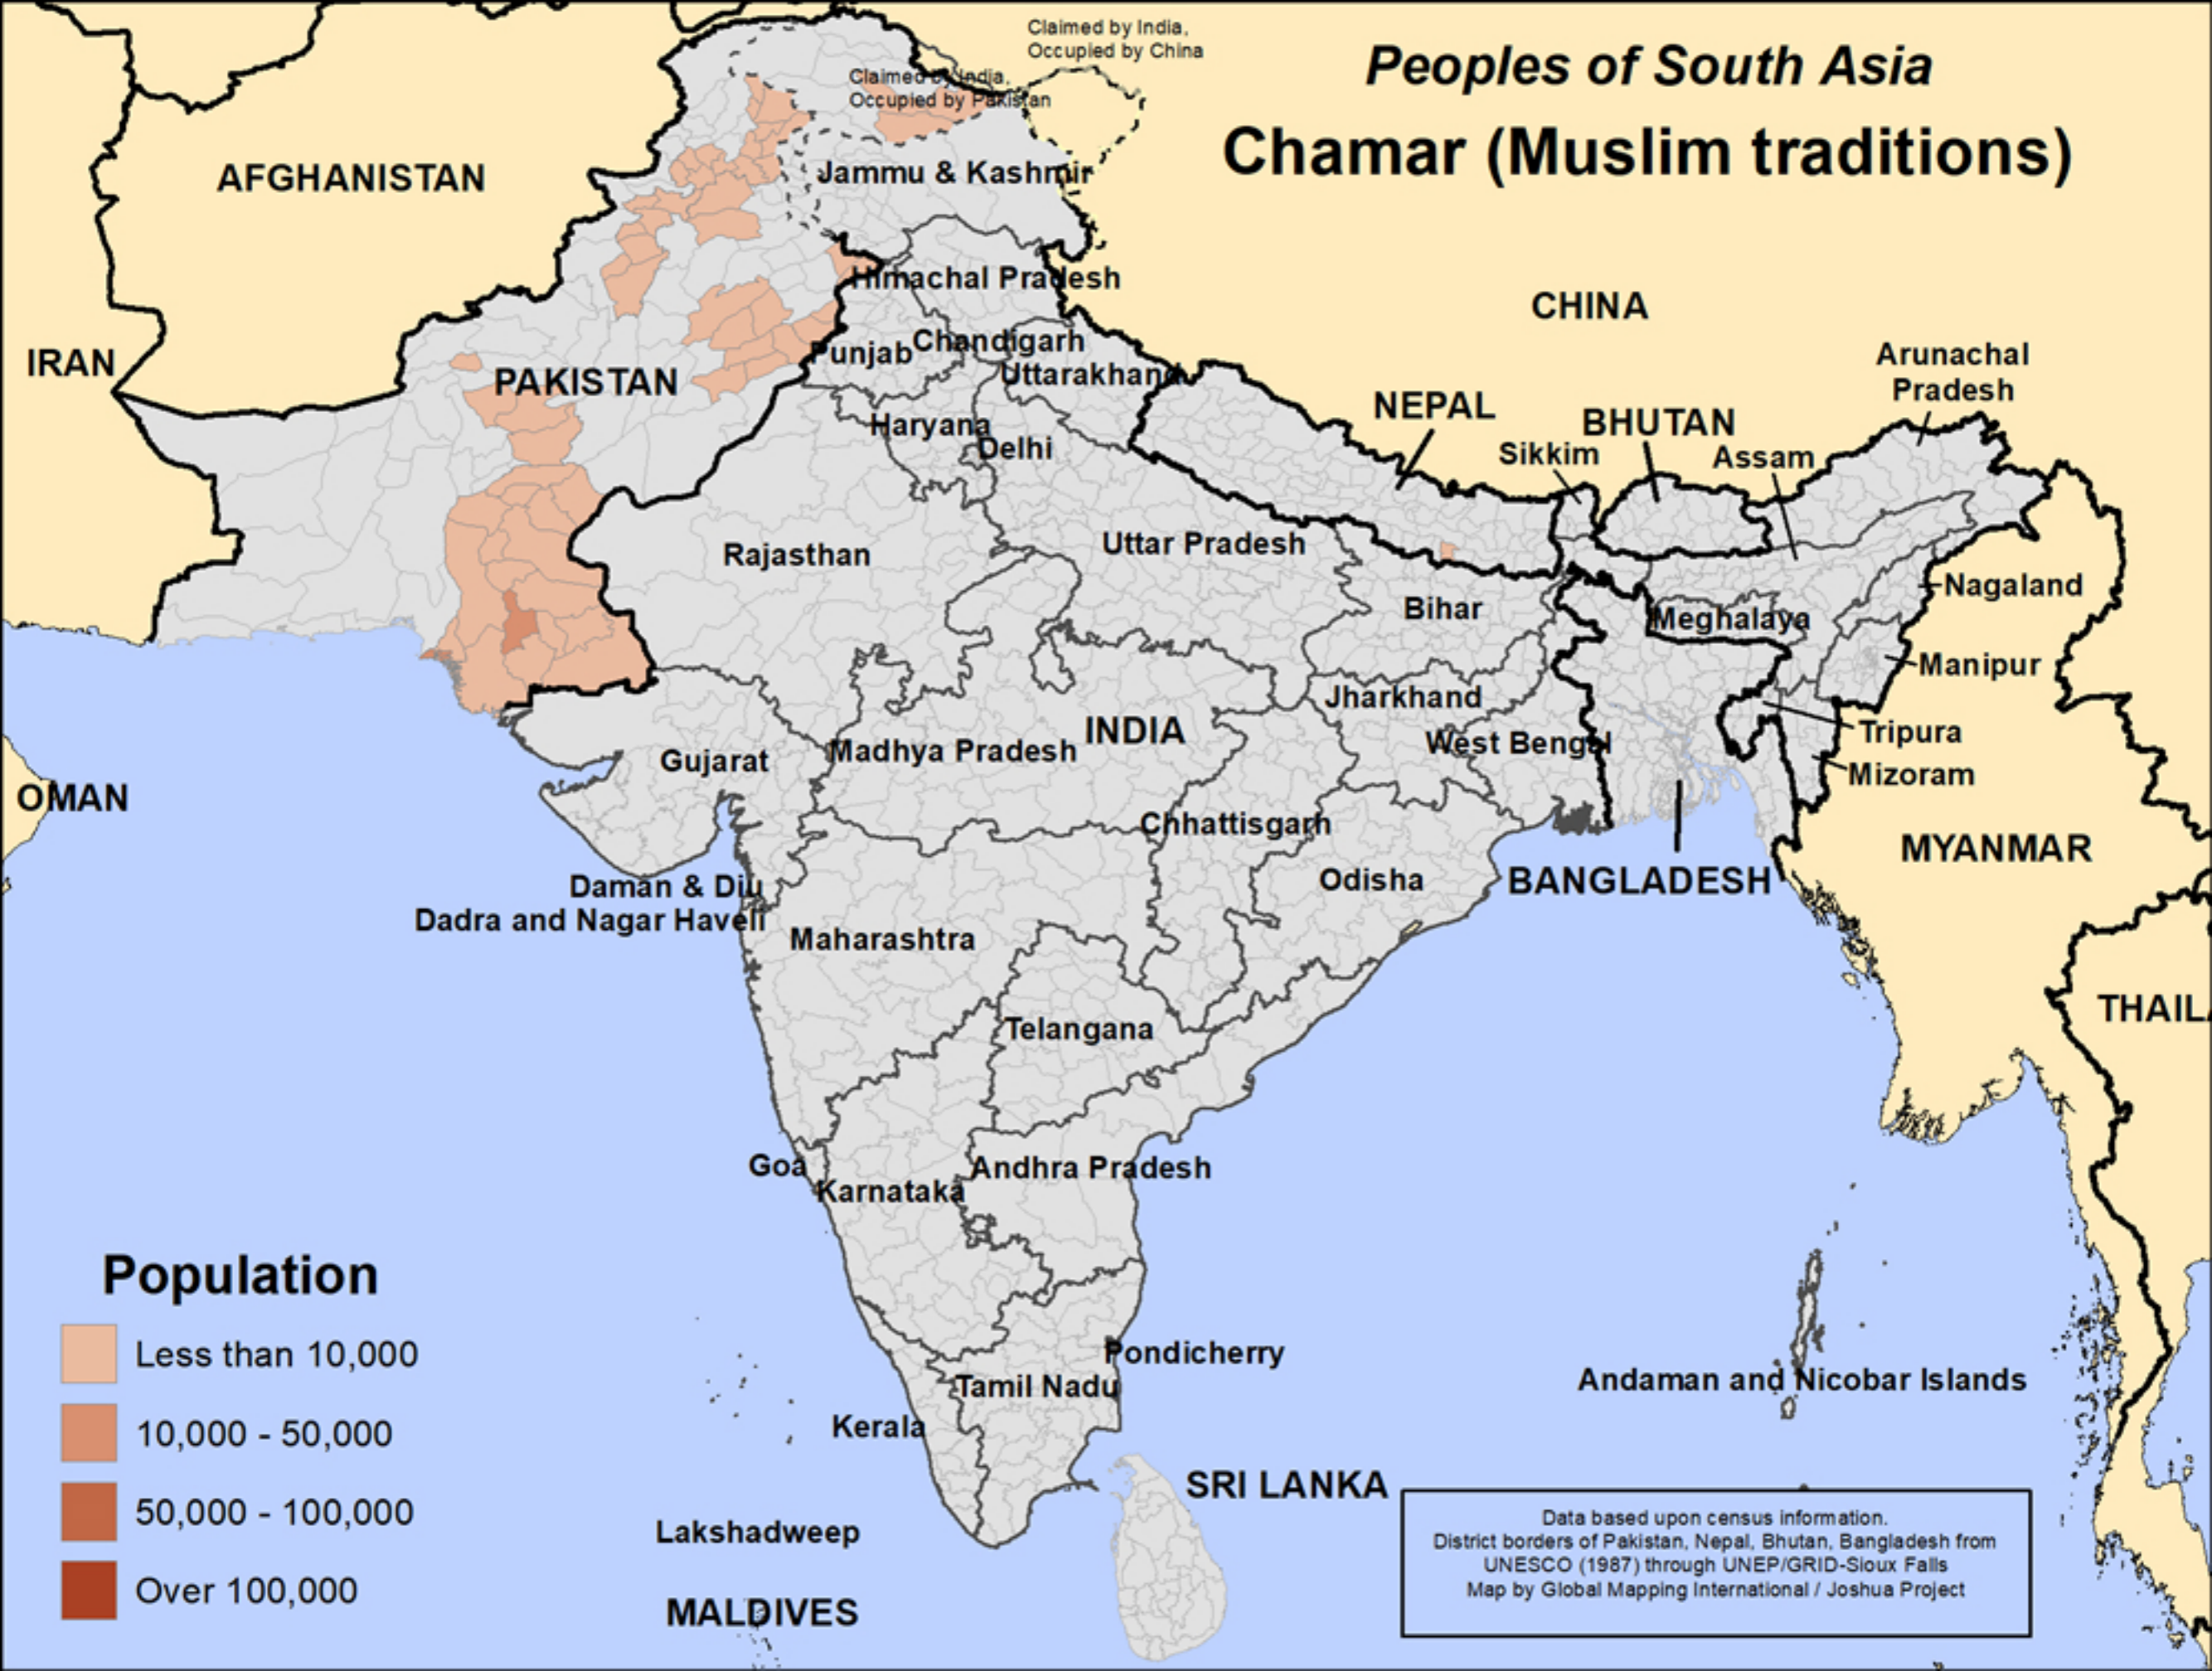 Claimed by India,
Occupied by China
Peoples of South Asia
Claimed by India,
Occupied by Pakistan
Chamar (Muslim traditions)
AFGHANISTAN
Jammu & Kashmir
Himachal Pradesh
CHINA
IRAN
Punjab
Chandigarh
Arunachal
Pradesh
PAKISTAN
Uttarakhand
NEPAL
BHUTAN
Haryana
Delhi
Sikkim
Assam
Rajasthan
Uttar Pradesh
Nagaland
Bihar
Meghalaya
Manipur
Jharkhand
INDIA
Tripura
West Bengal
Madhya Pradesh
Gujarat
Mizoram
OMAN
Chhattisgarh
MYANMAR
Odisha
BANGLADESH
Daman & Diu
Dadra and Nagar Haveli
Maharashtra
THAILA
Telangana
Goa
Andhra Pradesh
Karnataka
Population
Less than 10,000
10,000 - 50,000
50,000 - 100,000
Over 100,000
Pondicherry
Tamil Nadu
Andaman and Nicobar Islands
Kerala
SRI LANKA
Lakshadweep
MALDIVES
Data based upon census information.
District borders of Pakistan, Nepal, Bhutan, Bangladesh from
UNESCO (1987) through UNEP/GRID-Sioux Falls
Map by Global Mapping International / Joshua Project